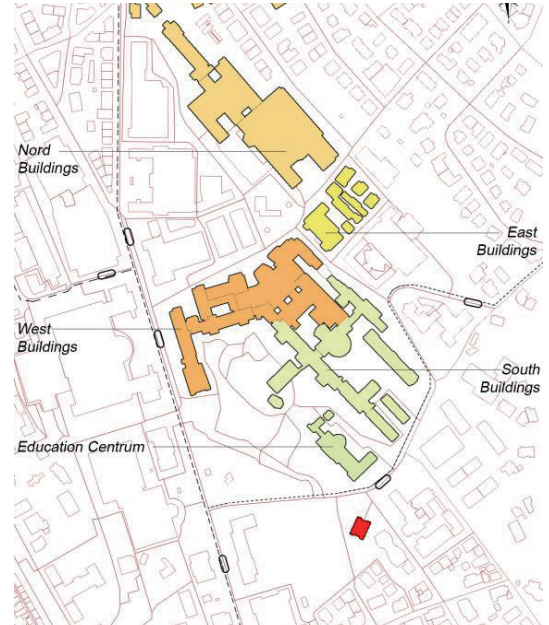 Nord
Buildings
East
Buildings
West
Buildings
South
Buildings
Education Centrum